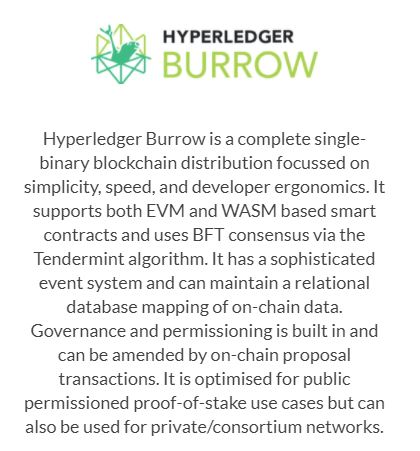 HYPERLEDGER
BURROW
Hyperledger Burrow is a complete single-
binary blockchain distribution focussed on
simplicity, speed, and developer ergonomics. It
supports both EVM and WASM based smart
contracts and uses BFT consensus via the
Tendermint algorithm. It has a sophisticated
event system and can maintain a relational
database mapping of on-chain data.
Governance and permissioning is built in and
can be amended by on-chain proposal
transactions. It is optimised for public
permissioned proof-of-stake use cases but can
also be used for private/consortium networks.